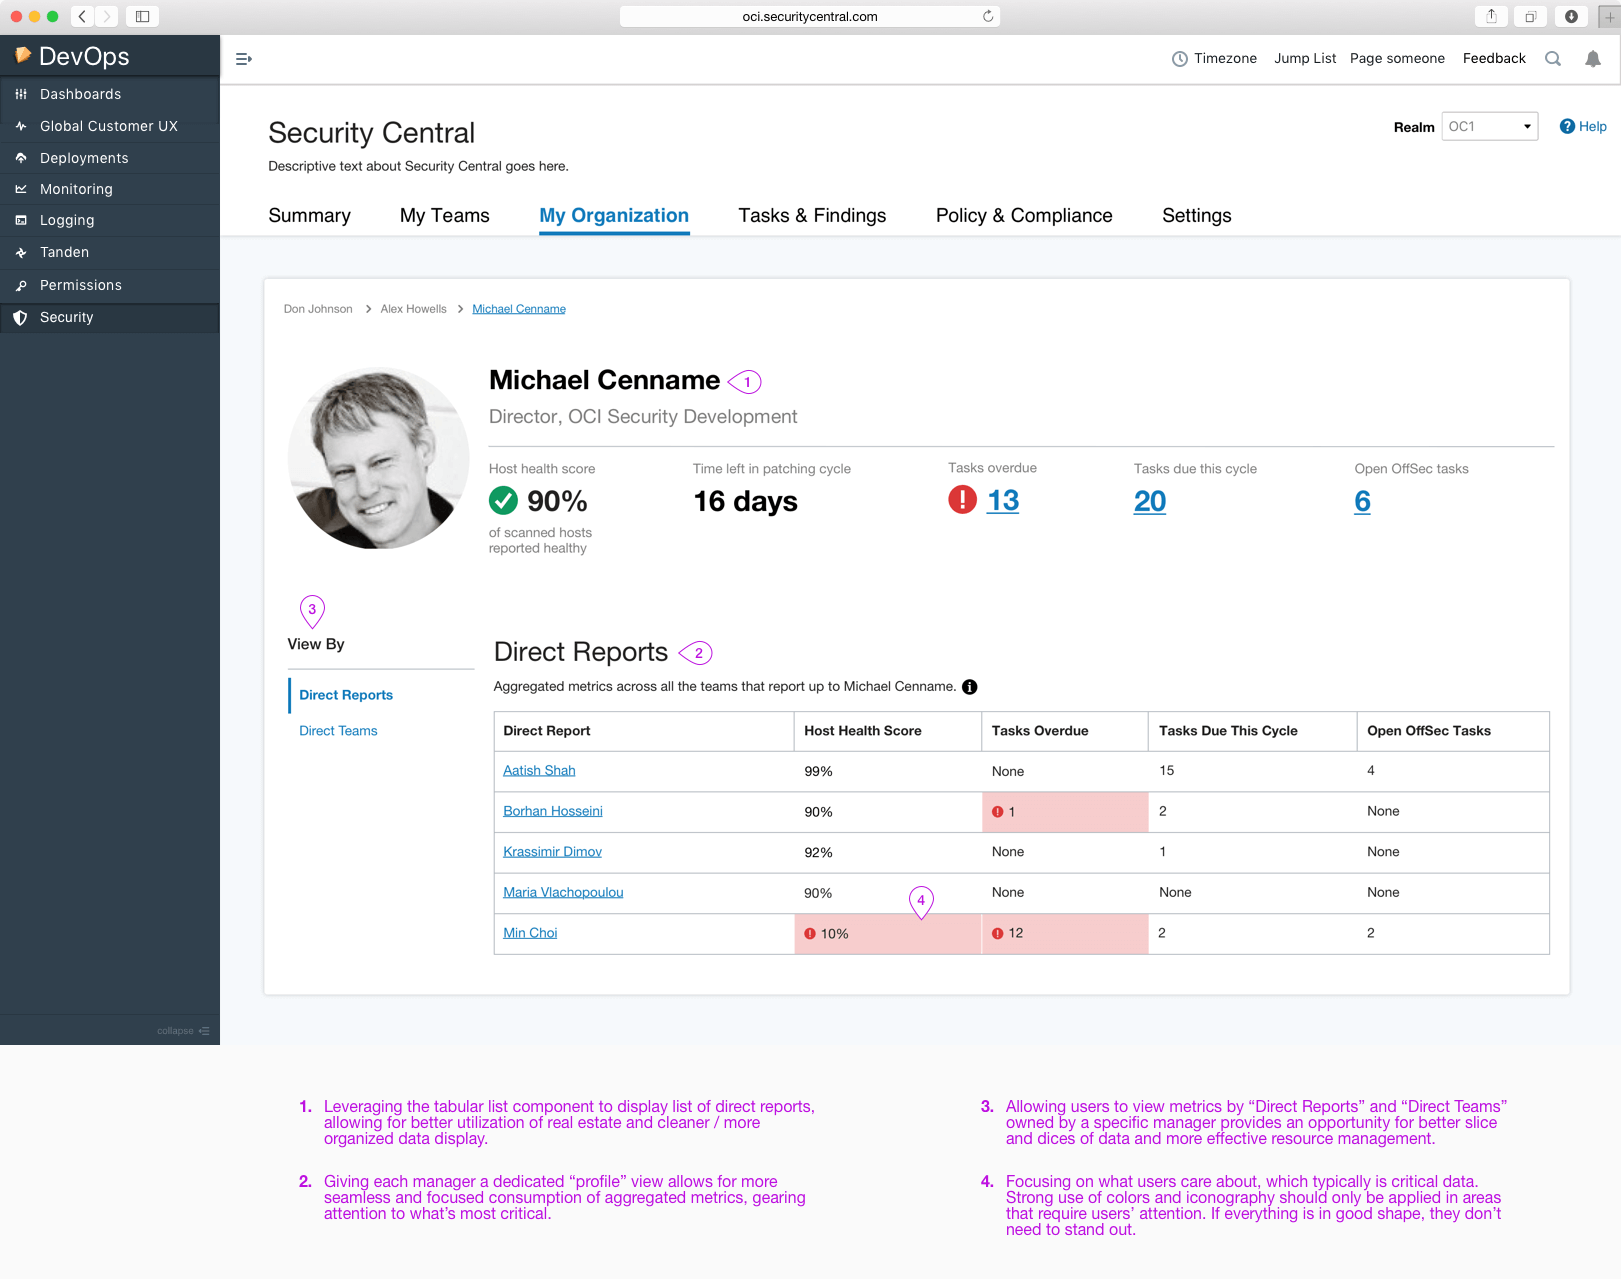 oci.securitycentral.com
DevOps
Timezone
Jump List
Page someone
Feedback
Dashboards
Global Customer UX
Deployments
Monitoring
Logging
Tanden
Permissions
Security
collapse
Security Central
Realm
OC1
Help
Descriptive text about Security Central goes here.
Summary
My Teams
My Organization
Tasks & Findings
Policy & Compliance
Settings
Don Johnson > Alex Howells > Michael Cenname
Michael Cenname
1
Director, OCI Security Development
Host health score
90%
of scanned hosts
reported healthy
Time left in patching cycle
16 days
Tasks overdue
13
Tasks due this cycle
20
Open OffSec tasks
6
3
View By
Direct Reports
Direct Teams
Direct Reports
2
Aggregated metrics across all the teams that report up to Michael Cenname.
Direct Report Host Health Score Tasks Overdue Tasks Due This Cycle Open OffSec Tasks
Aatish Shah 99% None 15 4
Borhan Hosseini 90% 1 2 None
Krassimir Dimov 92% None 1 None
Maria Vlachopoulou 90% None None None
4
Min Choi 10% 12 2 2
1. Leveraging the tabular list component to display list of direct reports,
allowing for better utilization of real estate and cleaner / more
organized data display.
2. Giving each manager a dedicated “profile” view allows for more
seamless and focused consumption of aggregated metrics, gearing
attention to what’s most critical.
3. Allowing users to view metrics by “Direct Reports” and “Direct Teams”
owned by a specific manager provides an opportunity for better slice
and dices of data and more effective resource management.
4. Focusing on what users care about, which typically is critical data.
Strong use of colors and iconography should only be applied in areas
that require users’ attention. If everything is in good shape, they don’t
need to stand out.